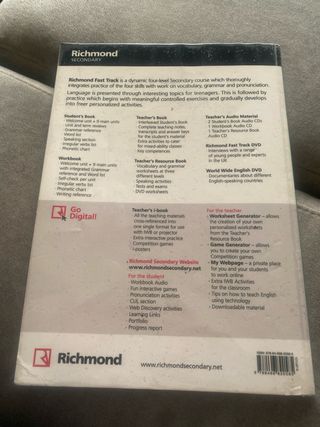 Richmond
SECONDARY
Richmond Fast Track is a dynamic four-level Secondary course which thoroughly
integrates practice of the four skills with work on vocabulary, grammar and pronunciation.
Language is presented through interesting topics for teenagers. This is followed by
practice which begins with meaningful controlled exercises and gradually develops
into freer personalized activities.
Student's Book
· Welcome unit + 9 main units
· Unit and term reviews
· Grammar reference
· Word list
· Speaking section
· Irregular verbs list
· Phonetic chart
Workbook
· Welcome unit + 9 main units
with integrated Grammar
reference and Word list
· Self-check per unit
· Irregular verbs list
· Phonetic chart
· Writing reference
Teacher's Book
· Interleaved Student's Book
· Complete teaching notes,
transcripts and answer keys
for the student's material
· Extra activities to cater
for mixed-ability classes
· Competition games
Teacher's Resource Book
· Vocabulary and grammar
worksheets at three
different levels
· Speaking activities
· Tests and exams
· DVD worksheets
Teacher's Audio Material
· 2 Student's Book Audio CDs
· 1 Workbook Audio CD
· 1 Teacher's Resource Book
Audio CD
Richmond Fast Track DVD
· Interviews with a range
of young people and experts
in the UK
World Wide English DVD
· Documentaries about different
English-speaking countries
Go
Digital!
Teacher's i-book
· All the teaching materials
cross-referenced into
one single format for use
with IWB or projector
· Extra interactive practice
· Competition games
· i-posters
Richmond Secondary Website
www.richmondsecondary.net
For the student
· Workbook Audio
· Fun interactive games
· Pronunciation activities
· CLIL section
· Web Discovery activities
· Learning Links
· Portfolio
· Progress report
For the teacher
· Worksheet Generator – allows
the creation of your own
personalised worksheets
from the Teacher's
Resource Book
· Game Generator – allows
you to create your own
Competition games
· My Webpage – a private place
for you and your students
to work online
· Extra IWB Activities
for the classroom
· Tips on how to teach English
using technology
· Downloadable material
Richmond
www.richmondsecondary.net